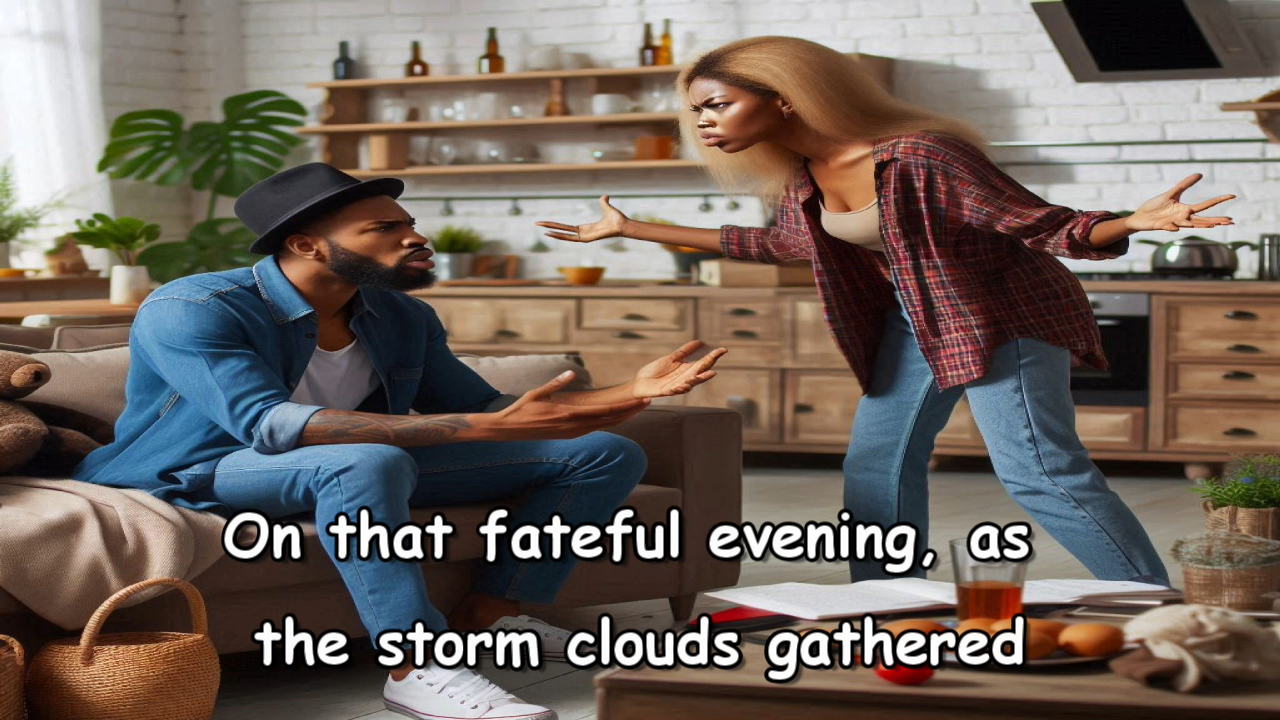 On that fateful evening, as
the storm clouds gathered